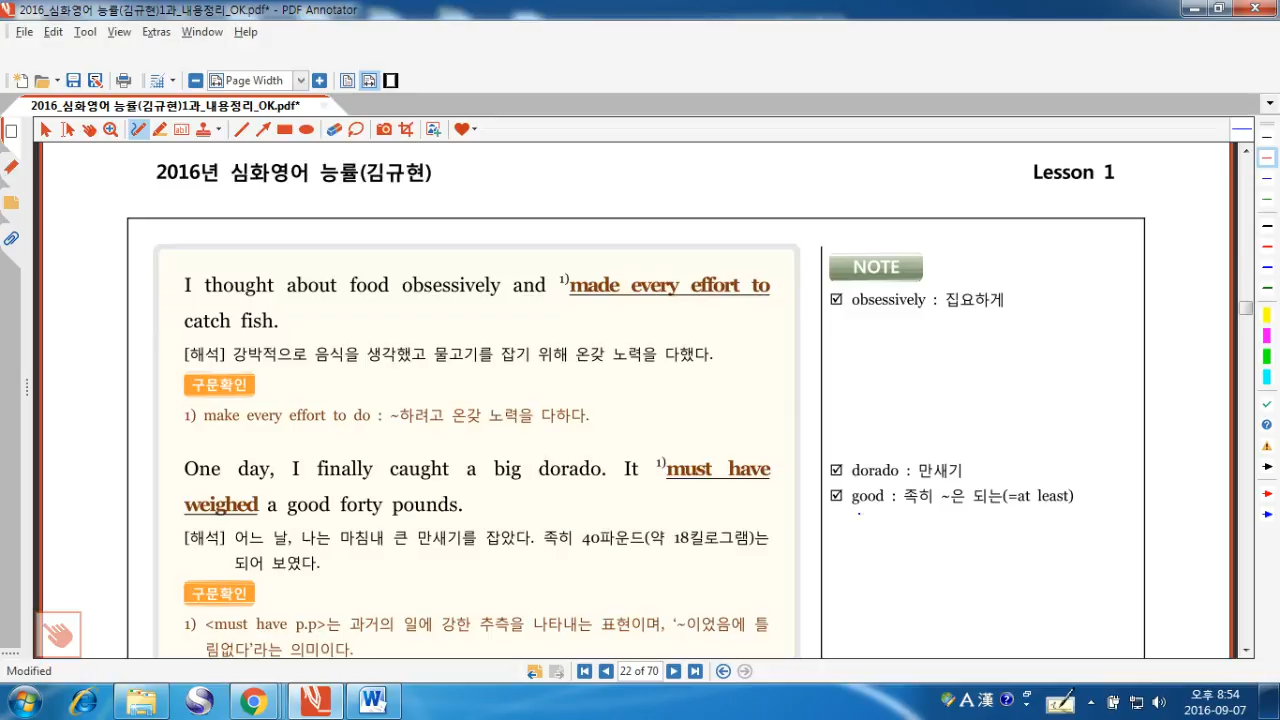 2016_심화영어 능률(김규현)1과_내용정리_OK.pdf* - PDF Annotator
File Edit Tool View Extras Window Help
Page Width
2016_심화영어 능률(김규현)1과_내용정리_OK.pdf*
2016년 심화영어 능률(김규현)
Lesson 1
I thought about food obsessively and 1)made every effort to
catch fish.
[해석] 강박적으로 음식을 생각했고 물고기를 잡기 위해 온갖 노력을 다했다.
구문확인
1) make every effort to do : ~하려고 온갖 노력을 다하다.
One day, I finally caught a big dorado. It 1)must have
weighed a good forty pounds.
[해석] 어느 날, 나는 마침내 큰 만새기를 잡았다. 족히 40파운드(약 18킬로그램)는
되어 보였다.
구문확인
1) <must have p.p>는 과거의 일에 강한 추측을 나타내는 표현이며, ‘~이었음에 틀
림없다’라는 의미이다.
NOTE
obsessively : 집요하게
dorado : 만새기
good : 족히 ~은 되는(=at least)
Modified
22 of 70
A 漢
오후 8:54
2016-09-07